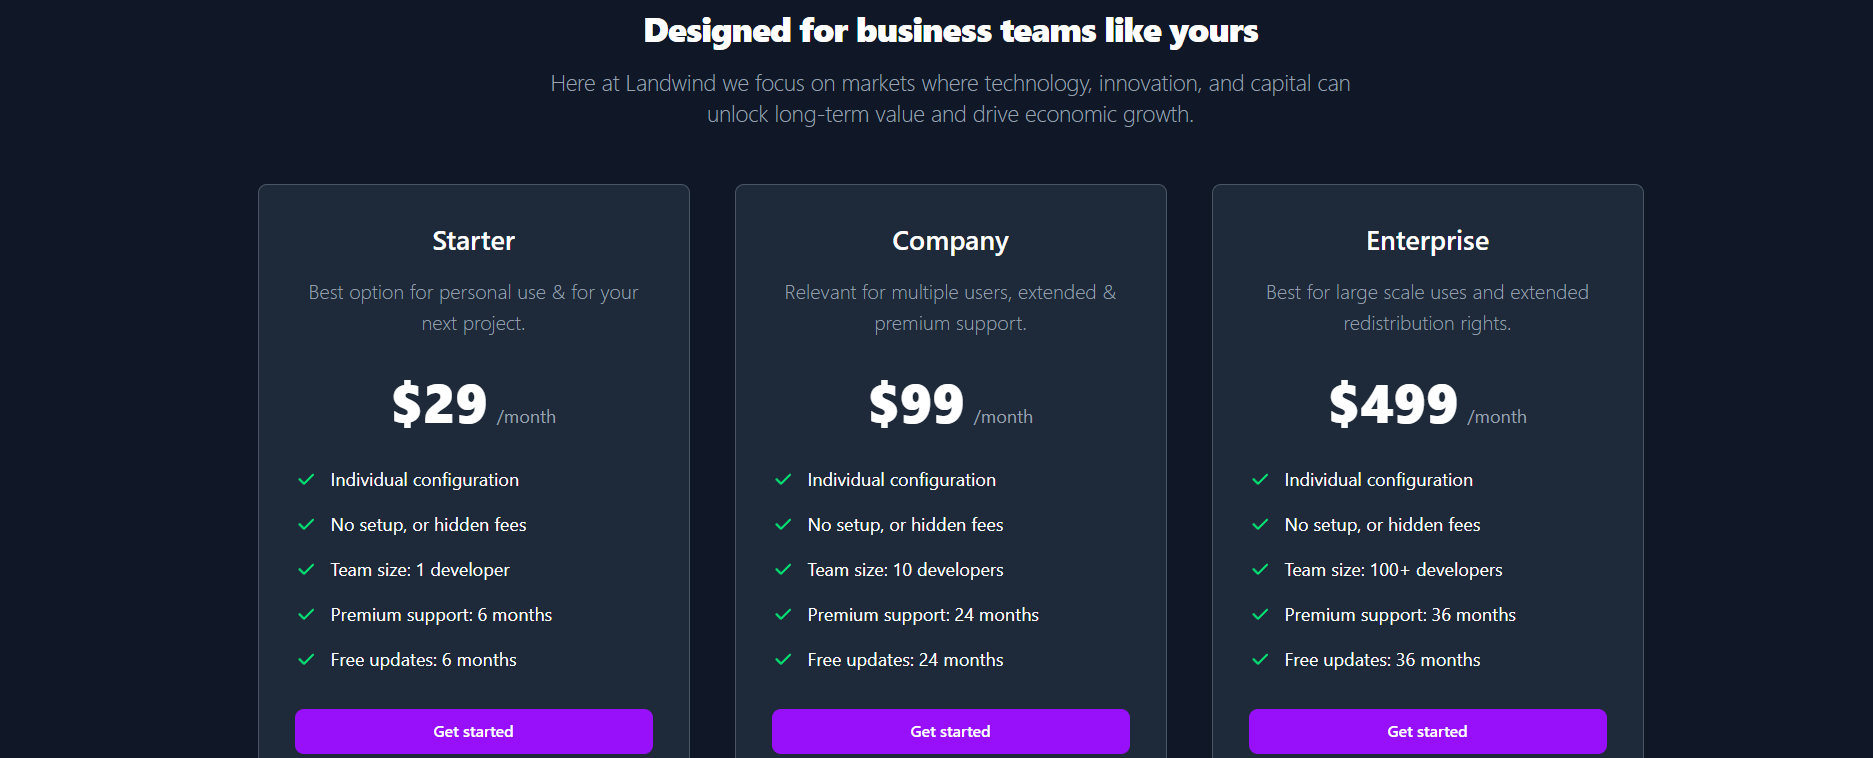 Designed for business teams like yours
Here at Landwind we focus on markets where technology, innovation, and capital can
unlock long-term value and drive economic growth.
Starter
Best option for personal use & for your
next project.
$29 /month
Individual configuration
No setup, or hidden fees
Team size: 1 developer
Premium support: 6 months
Free updates: 6 months
Get started
Company
Relevant for multiple users, extended &
premium support.
$99 /month
Individual configuration
No setup, or hidden fees
Team size: 10 developers
Premium support: 24 months
Free updates: 24 months
Get started
Enterprise
Best for large scale uses and extended
redistribution rights.
$499 /month
Individual configuration
No setup, or hidden fees
Team size: 100+ developers
Premium support: 36 months
Free updates: 36 months
Get started